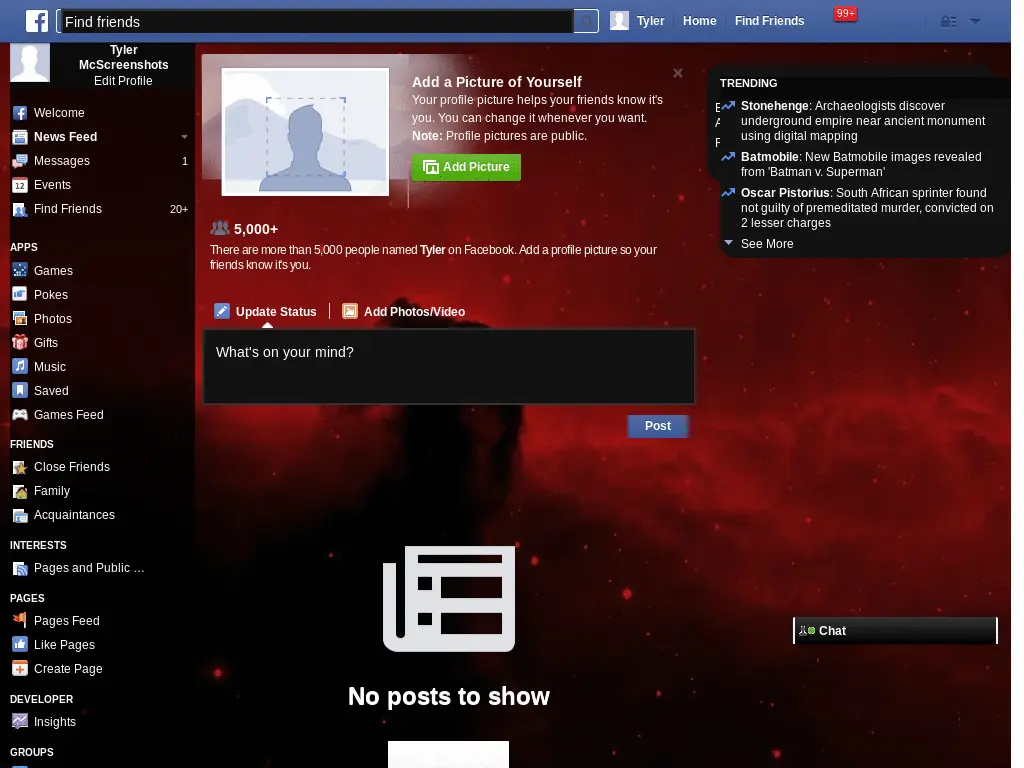 Find friends
Tyler
Home
Find Friends
99+
Tyler
McScreenshots
Edit Profile
Welcome
News Feed
Messages 1
Events
Find Friends 20+
APPS
Games
Pokes
Photos
Gifts
Music
Saved
Games Feed
FRIENDS
Close Friends
Family
Acquaintances
INTERESTS
Pages and Public ...
PAGES
Pages Feed
Like Pages
Create Page
DEVELOPER
Insights
GROUPS
Add a Picture of Yourself
Your profile picture helps your friends know it's
you. You can change it whenever you want.
Note: Profile pictures are public.
Add Picture
5,000+
There are more than 5,000 people named Tyler on Facebook. Add a profile picture so your
friends know it's you.
Update Status
Add Photos/Video
What's on your mind?
Post
No posts to show
TRENDING
Stonehenge: Archaeologists discover
underground empire near ancient monument
using digital mapping
Batmobile: New Batmobile images revealed
from 'Batman v. Superman'
Oscar Pistorius: South African sprinter found
not guilty of premeditated murder, convicted on
2 lesser charges
See More
Chat